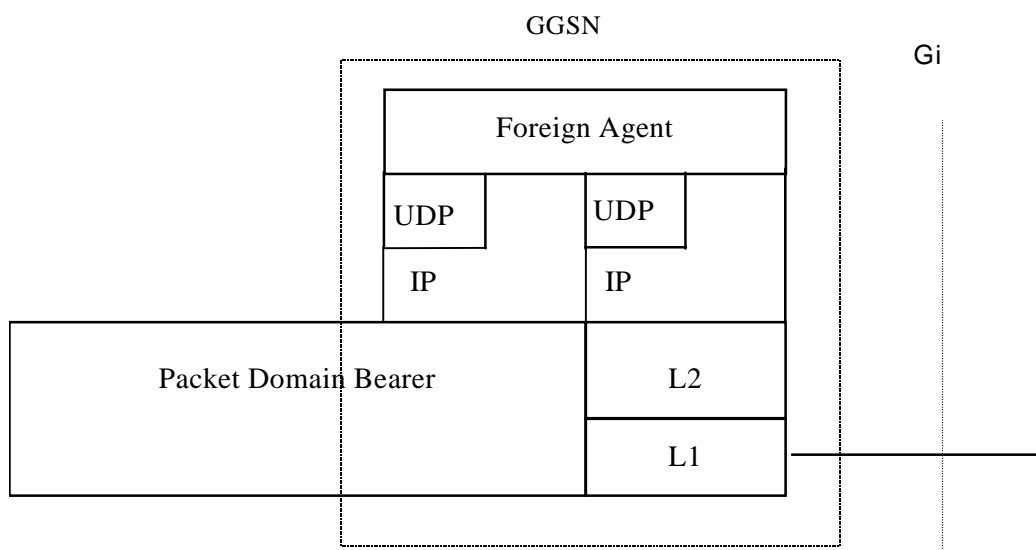 GGSN
Gi
Foreign Agent
UDP
UDP
IP
IP
Packet Domain Bearer
L2
L1